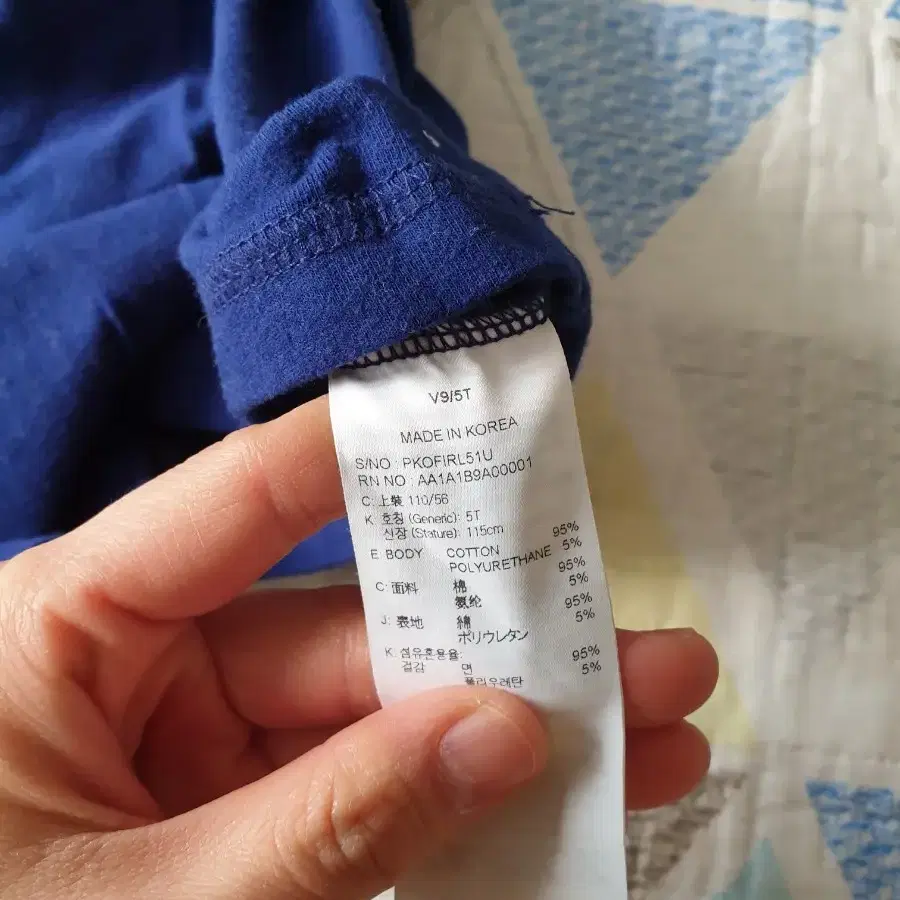 V9/5T
MADE IN KOREA
S/NO : PKOFIRL51U
RN NO : AA1A1B9A00001
C: 上裝 110/56
K: 호칭 (Generic): 5T
신장 (Stature): 115cm
E: BODY COTTON 95%
POLYURETHANE 5%
C: 面料 棉 95%
氨纶 5%
J: 表地 綿 95%
ポリウレタン 5%
K: 섬유혼용율:
겉감 면 95%
폴리우레탄 5%